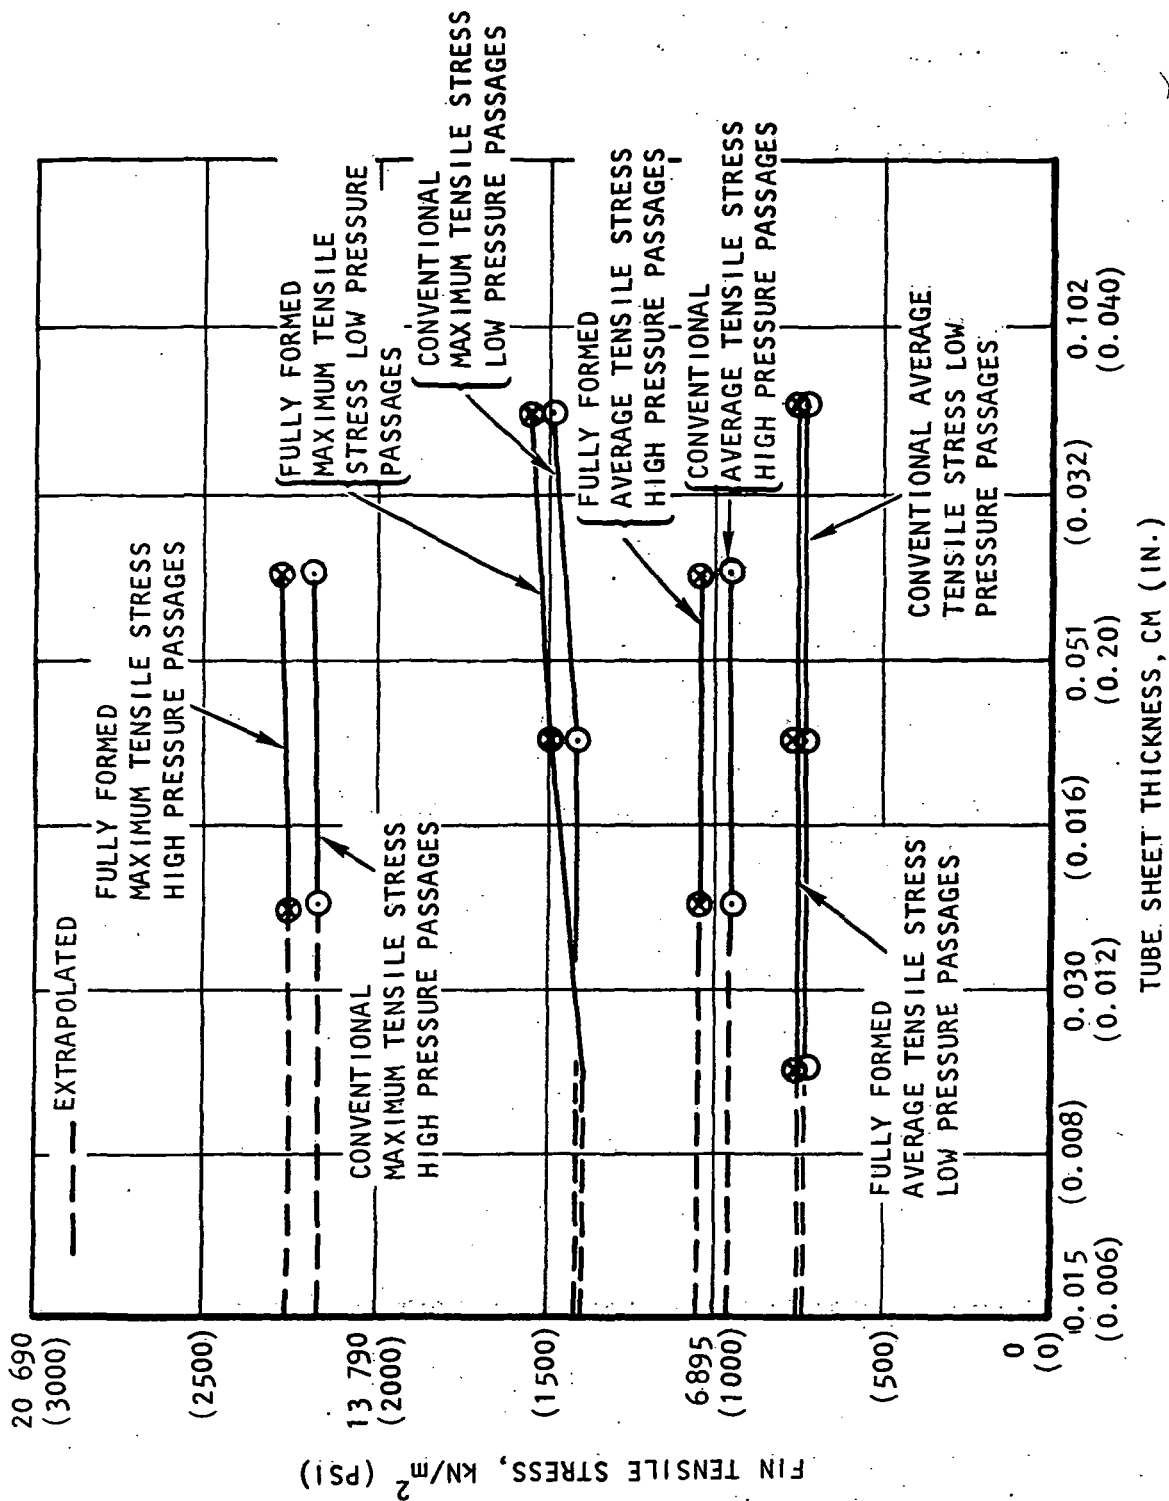 20 690
(3000)
(2500)
13 790
(2000)
(1500)
6895
(1000)
(500)
0
(0)
FIN TENSILE STRESS, kN/m2 (PSI)
EXTRAPOLATED
FULLY FORMED
MAXIMUM TENSILE STRESS
HIGH PRESSURE PASSAGES
CONVENTIONAL
MAXIMUM TENSILE STRESS
HIGH PRESSURE PASSAGES
FULLY FORMED
MAXIMUM TENSILE
STRESS LOW PRESSURE
PASSAGES
CONVENTIONAL
MAXIMUM TENSILE STRESS
LOW PRESSURE PASSAGES
FULLY FORMED
AVERAGE TENSILE STRESS
HIGH PRESSURE PASSAGES
CONVENTIONAL
AVERAGE TENSILE STRESS
HIGH PRESSURE PASSAGES
FULLY FORMED
AVERAGE TENSILE STRESS
LOW PRESSURE PASSAGES
CONVENTIONAL AVERAGE
TENSILE STRESS LOW
PRESSURE PASSAGES
0.015
(0.006)
(0.008)
0.030
(0.012)
(0.016)
0.051
(0.20)
(0.032)
0.102
(0.040)
TUBE SHEET THICKNESS, CM (IN.)